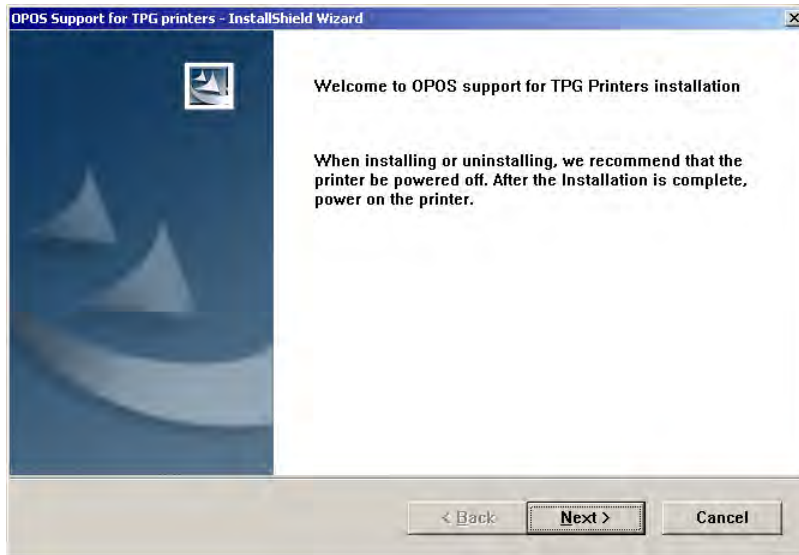 OPOS Support for TPG printers - InstallShield Wizard
Welcome to OPOS support for TPG Printers installation
When installing or uninstalling, we recommend that the
printer be powered off. After the Installation is complete,
power on the printer.
< Back
Next >
Cancel